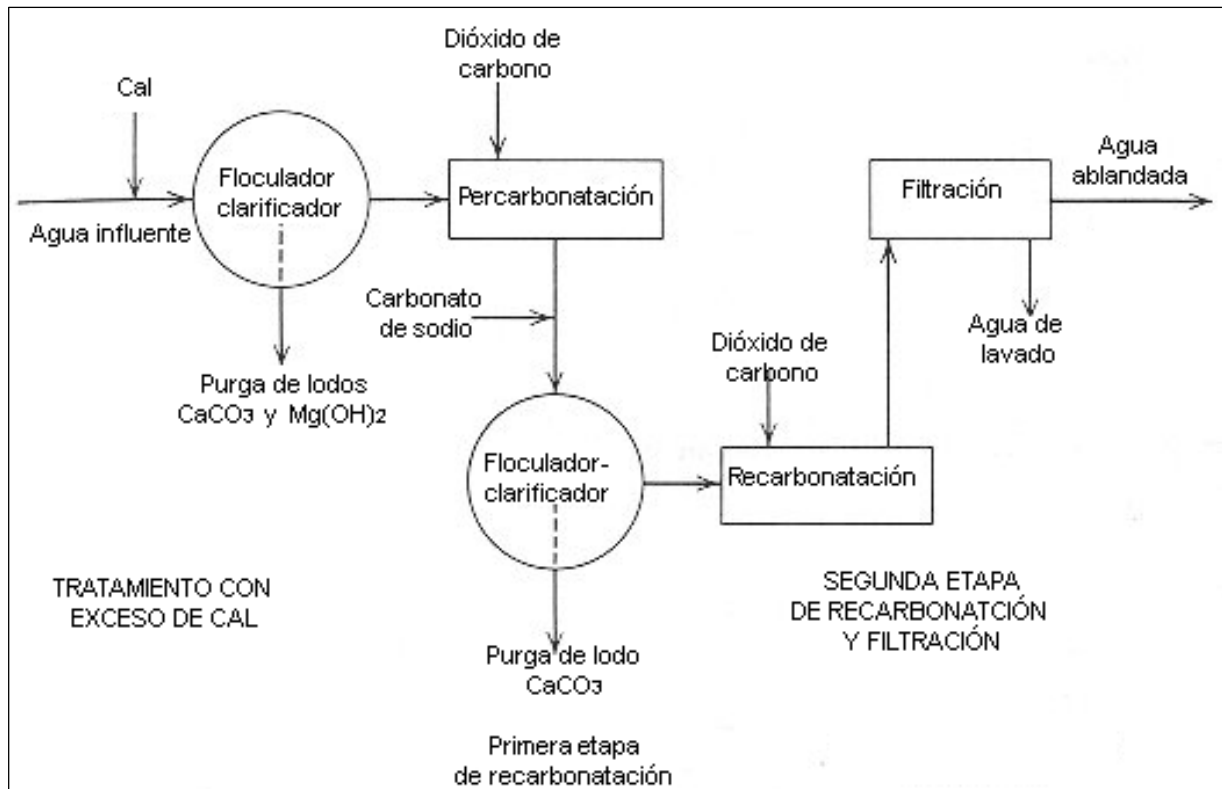 Dióxido de
carbono
Cal
Floculador
clarificador
Percarbonatación
Filtración
Agua
ablandada
Agua influente
Carbonato
de sodio
Agua de
lavado
Dióxido de
carbono
Purga de lodos
CaCO3 y Mg(OH)2
Floculador-
clarificador
Recarbonatación
TRATAMIENTO CON
EXCESO DE CAL
SEGUNDA ETAPA
DE RECARBONATCIÓN
Y FILTRACIÓN
Purga de lodo
CaCO3
Primera etapa
de recarbonatación